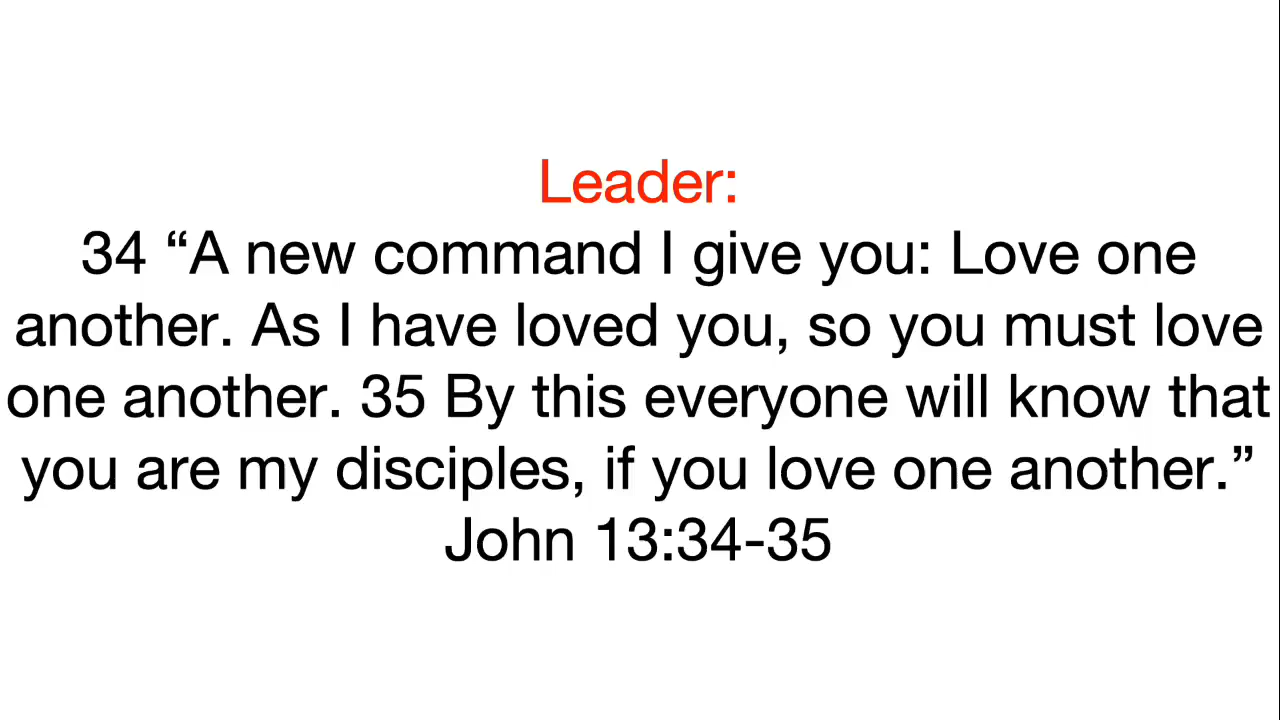 Leader:
34 “A new command I give you: Love one
another. As I have loved you, so you must love
one another. 35 By this everyone will know that
you are my disciples, if you love one another.”
John 13:34-35